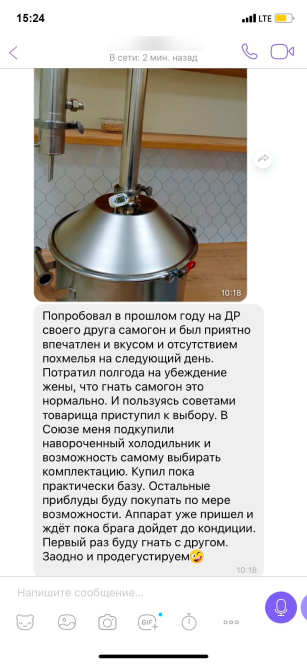 15:24
LTE
В сети: 2 мин. назад
10:18
Попробовал в прошлом году на ДР
своего друга самогон и был приятно
впечатлен и вкусом и отсутствием
похмелья на следующий день.
Потратил полгода на убеждение
жены, что гнать самогон это
нормально. И пользуясь советами
товарища приступил к выбору. В
Союзе меня подкупили
навороченный холодильник и
возможность самому выбирать
комплектацию. Купил пока
практически базу. Остальные
приблуды буду покупать по мере
возможности. Аппарат уже пришел и
ждёт пока брага дойдет до кондиции.
Первый раз буду гнать с другом.
Заодно и продегустируем🤣
10:18
Напишите сообщение...
GIF